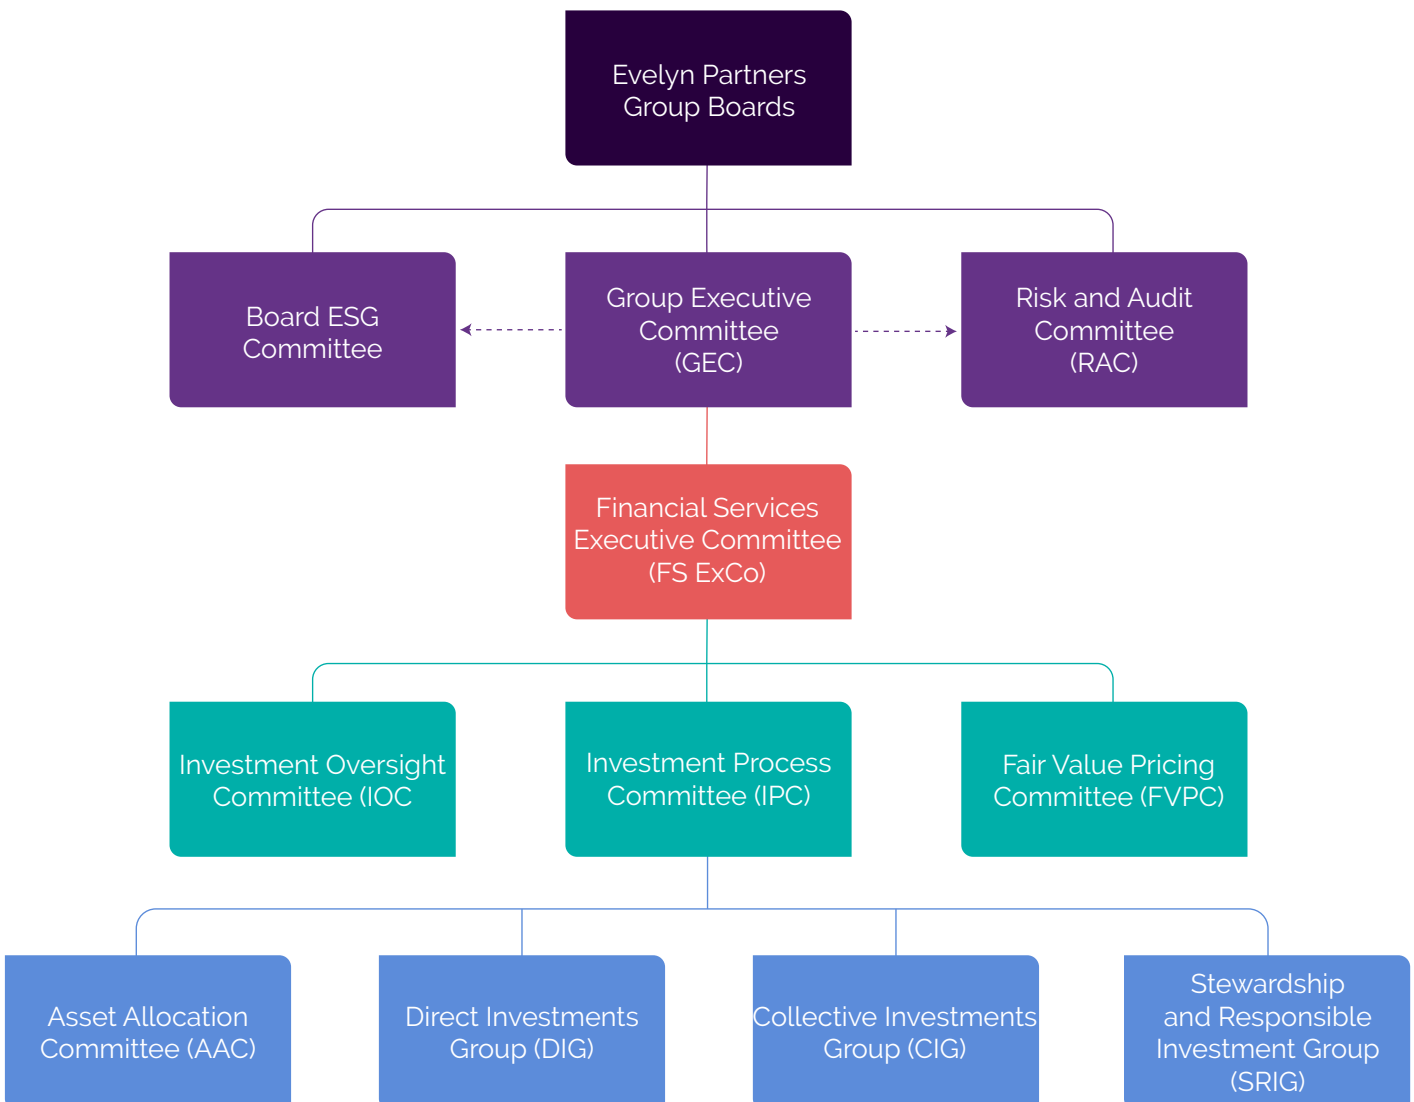 Evelyn Partners
Group Boards
Board ESG
Committee
Group Executive
Committee
(GEC)
Risk and Audit
Committee
(RAC)
Financial Services
Executive Committee
(FS ExCo)
Investment Oversight
Committee (IOC
Investment Process
Committee (IPC)
Fair Value Pricing
Committee (FVPC)
Asset Allocation
Committee (AAC)
Direct Investments
Group (DIG)
Collective Investments
Group (CIG)
Stewardship
and Responsible
Investment Group
(SRIG)